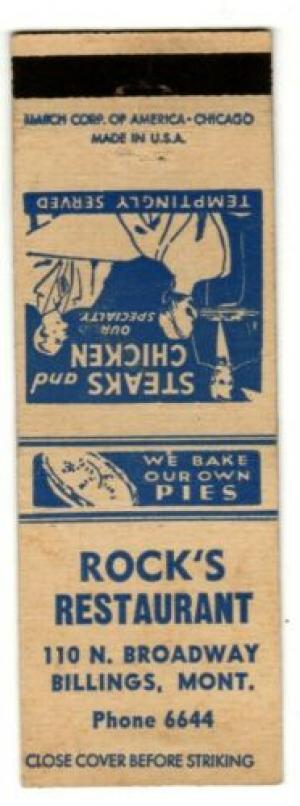 MATCH CORP. OF AMERICA • CHICAGO
MADE IN U.S.A.
STEAKS and
CHICKEN
OUR
SPECIALTY
TEMPTINGLY SERVED
WE BAKE
OUR OWN
PIES
ROCK'S
RESTAURANT
110 N. BROADWAY
BILLINGS, MONT.
Phone 6644
CLOSE COVER BEFORE STRIKING